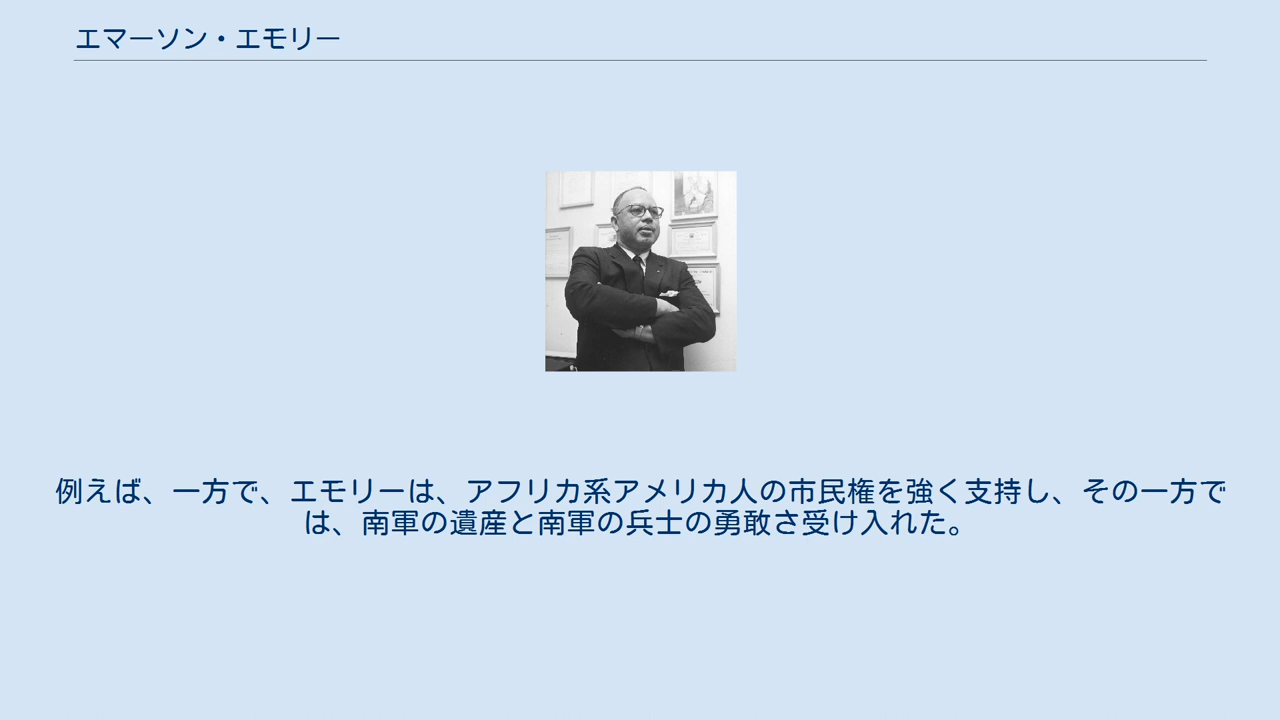 エマーソン・エモリー
例えば、一方で、エモリーは、アフリカ系アメリカ人の市民権を強く支持し、その一方で
は、南軍の遺産と南軍の兵士の勇敢さ受け入れた。